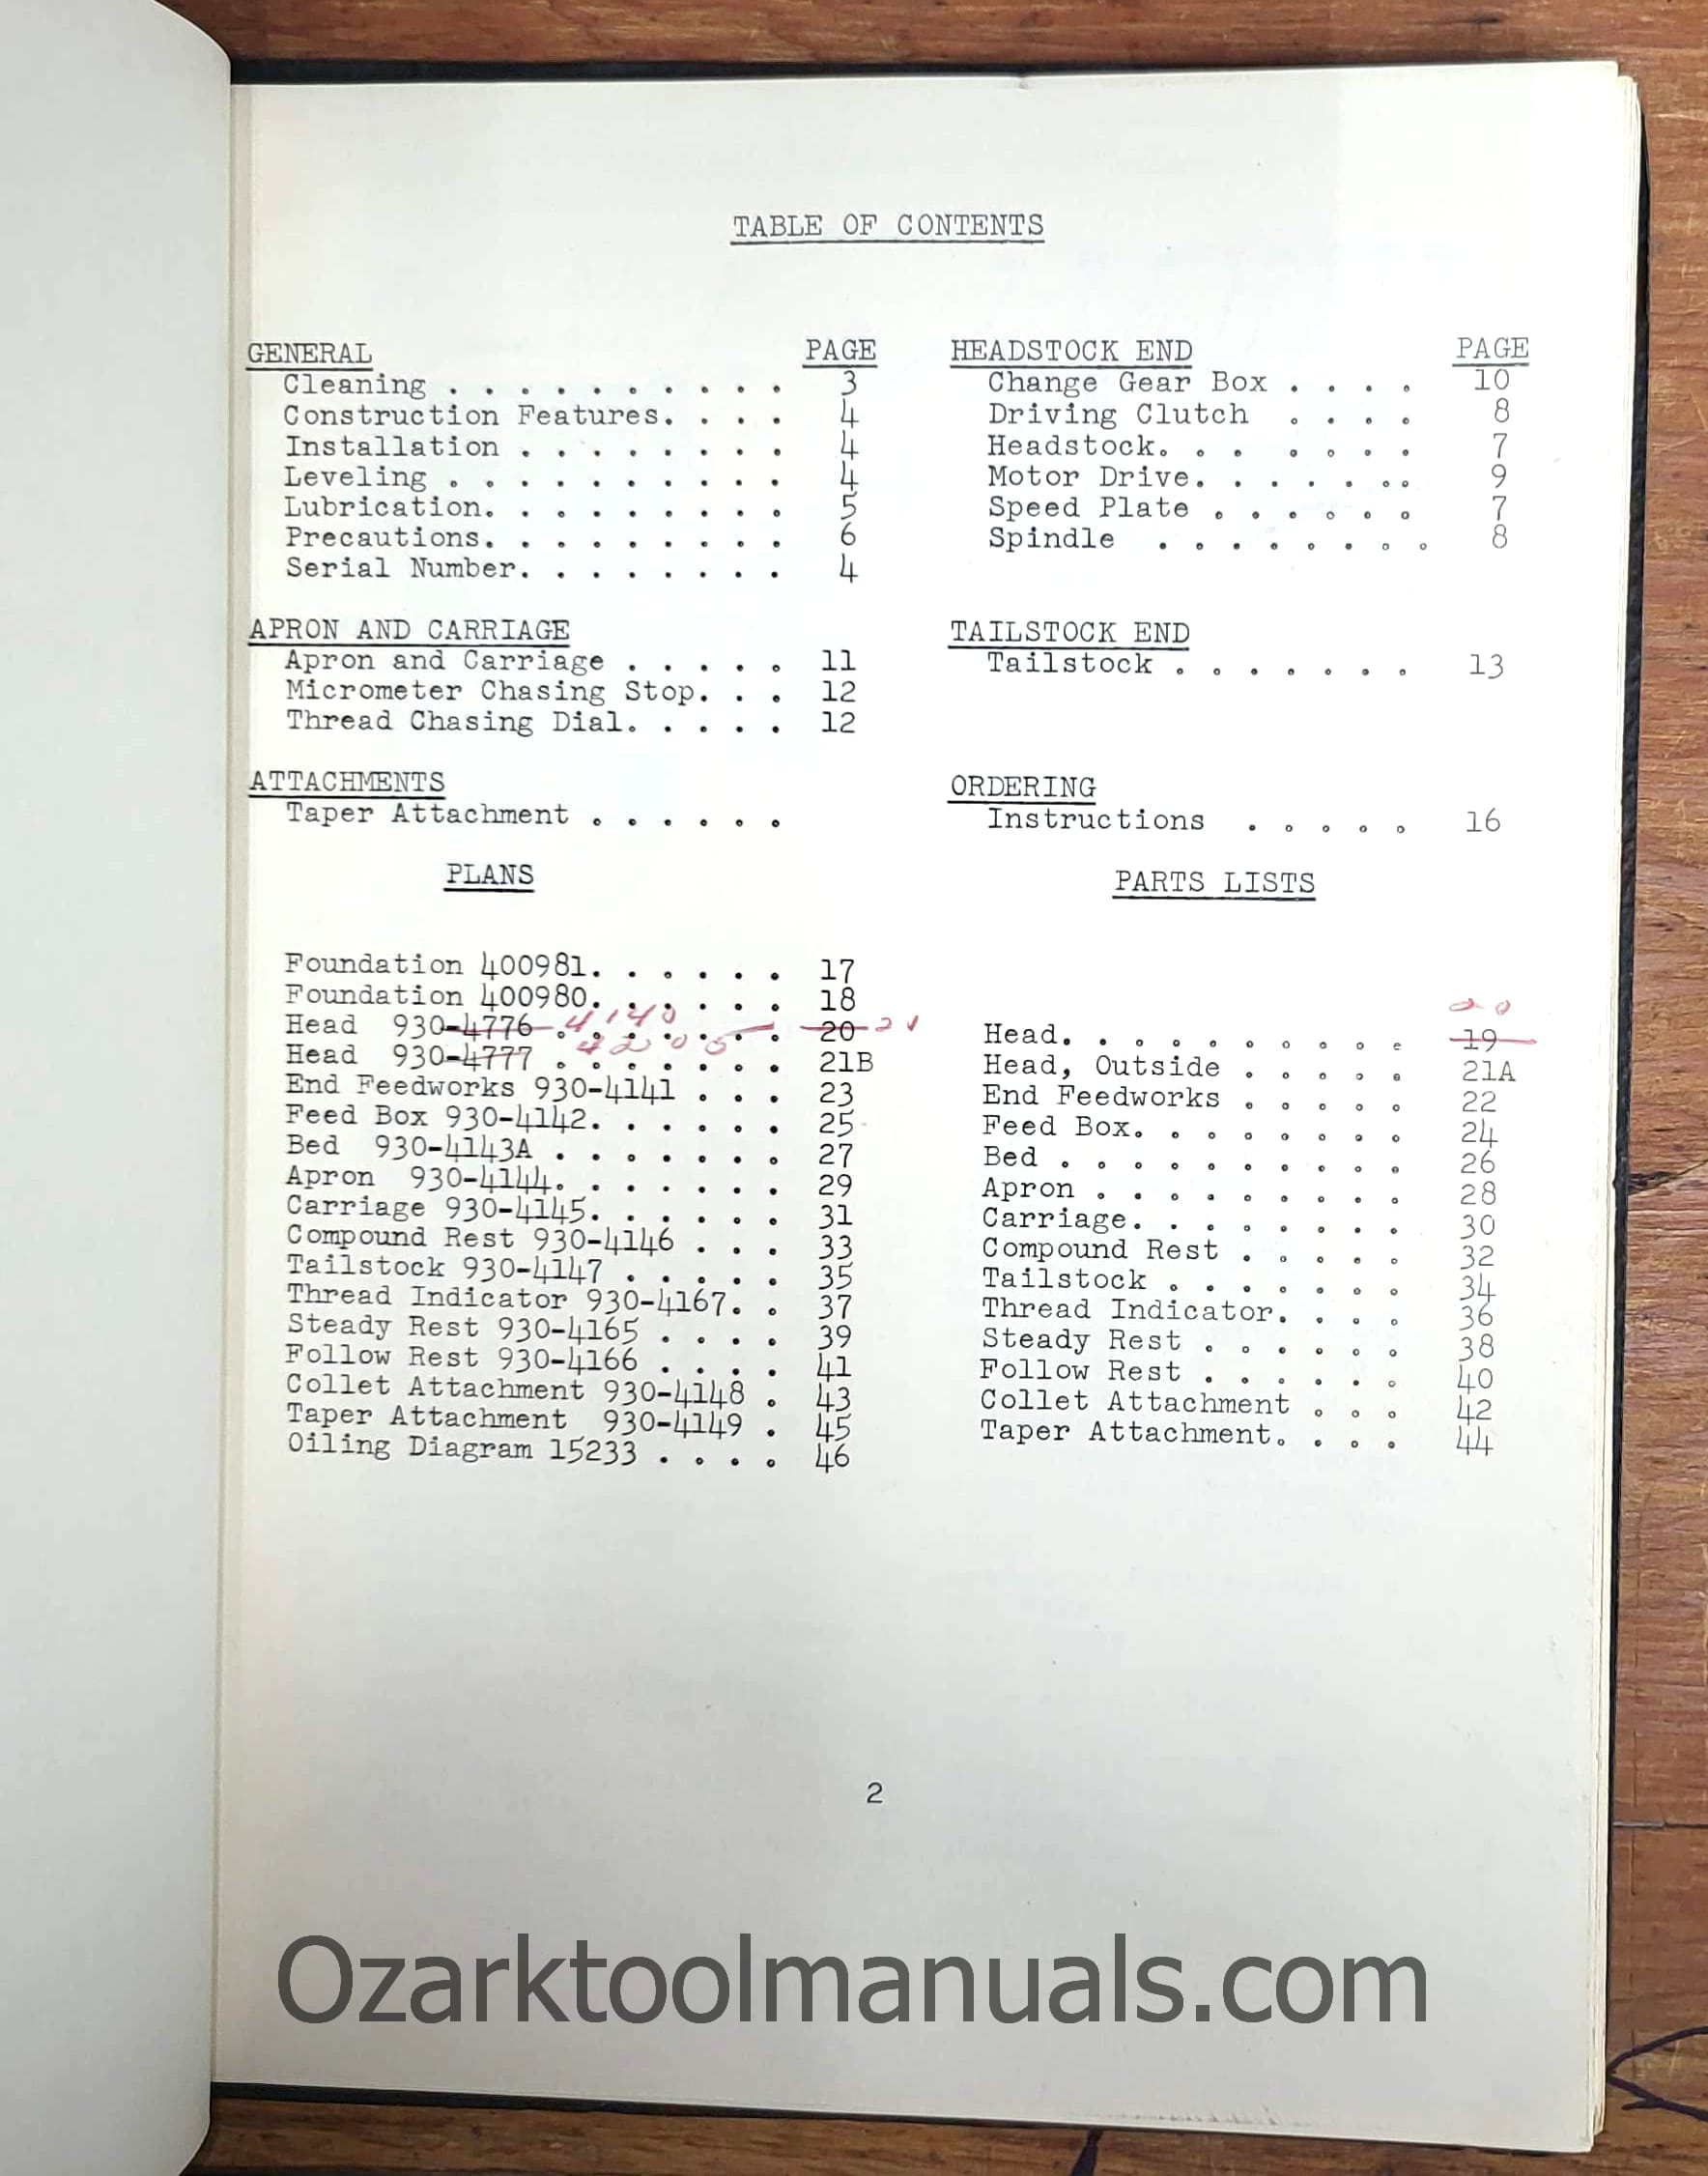 TABLE OF CONTENTS
GENERAL PAGE
Cleaning . . . . . . . . . . 3
Construction Features. . . . 4
Installation . . . . . . . . 4
Leveling . . . . . . . . . . 4
Lubrication. . . . . . . . . 5
Precautions. . . . . . . . . 6
Serial Number. . . . . . . . 4
APRON AND CARRIAGE
Apron and Carriage . . . . . 11
Micrometer Chasing Stop. . . 12
Thread Chasing Dial. . . . . 12
ATTACHMENTS
Taper Attachment . . . . . .
HEADSTOCK END PAGE
Change Gear Box . . . . 10
Driving Clutch . . . . 8
Headstock. . . . . . . 7
Motor Drive. . . . . . . 9
Speed Plate . . . . . . 7
Spindle . . . . . . . . 8
TAILSTOCK END
Tailstock . . . . . . . 13
ORDERING
Instructions . . . . . 16
PLANS
Foundation 400981. . . . . . 17
Foundation 400980. . . . . . 18
Head 930-4776 4140 . . . . . . . 20 21
Head 930-4777 4200 . . . . . . . 21B
End Feedworks 930-4141 . . . 23
Feed Box 930-4142. . . . . . 25
Bed 930-4143A . . . . . . . 27
Apron 930-4144. . . . . . . 29
Carriage 930-4145. . . . . . 31
Compound Rest 930-4146 . . . 33
Tailstock 930-4147 . . . . . 35
Thread Indicator 930-4167. . 37
Steady Rest 930-4165 . . . . 39
Follow Rest 930-4166 . . . . 41
Collet Attachment 930-4148 . 43
Taper Attachment 930-4149 . 45
Oiling Diagram 15233 . . . . 46
PARTS LISTS
20
Head. . . . . . . . . . 19
Head, Outside . . . . . 21A
End Feedworks . . . . . 22
Feed Box. . . . . . . . 24
Bed . . . . . . . . . . 26
Apron . . . . . . . . . 28
Carriage. . . . . . . . 30
Compound Rest . . . . . 32
Tailstock . . . . . . . 34
Thread Indicator. . . . 36
Steady Rest . . . . . . 38
Follow Rest . . . . . . 40
Collet Attachment . . . 42
Taper Attachment. . . . 44
2
Ozarktoolmanuals.com